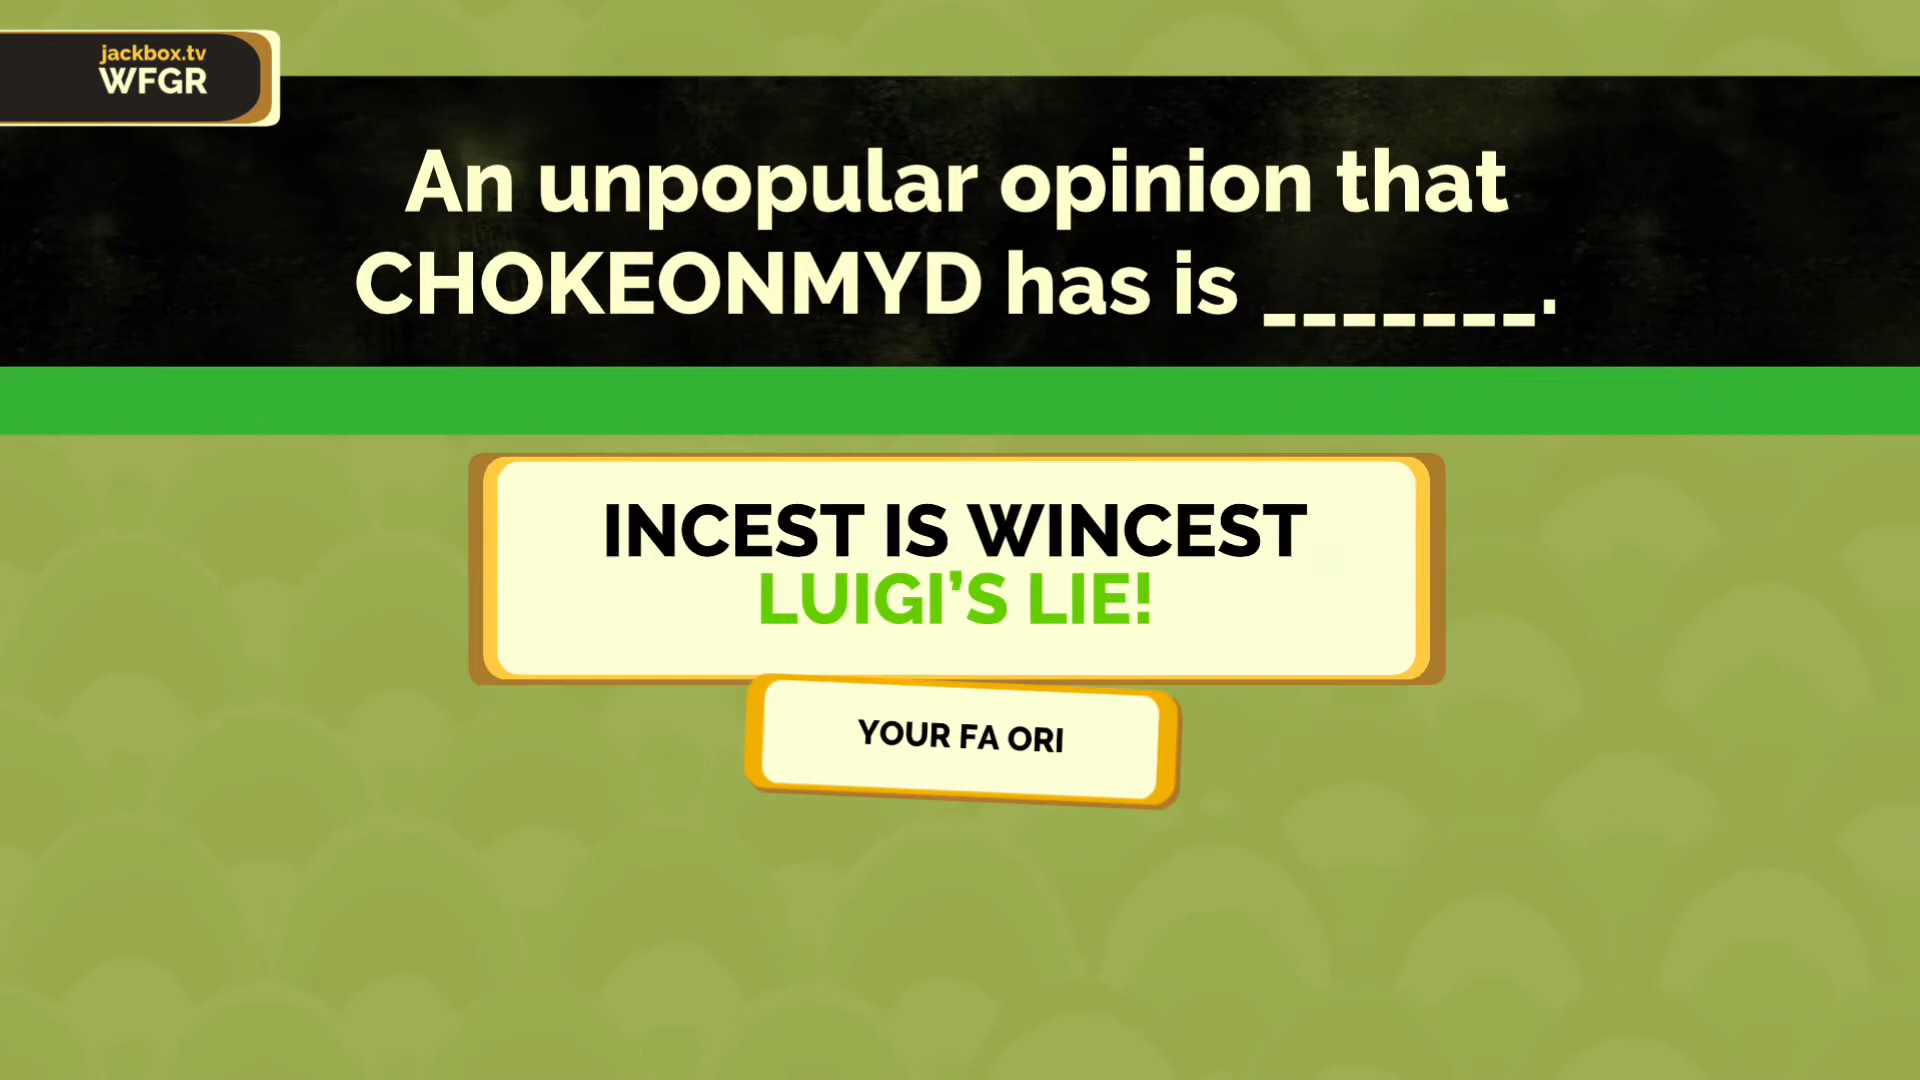 jackbox.tv
WFGR
An unpopular opinion that
CHOKEONMYD has is _______.
INCEST IS WINCEST
LUIGI'S LIE!
YOUR FA ORI